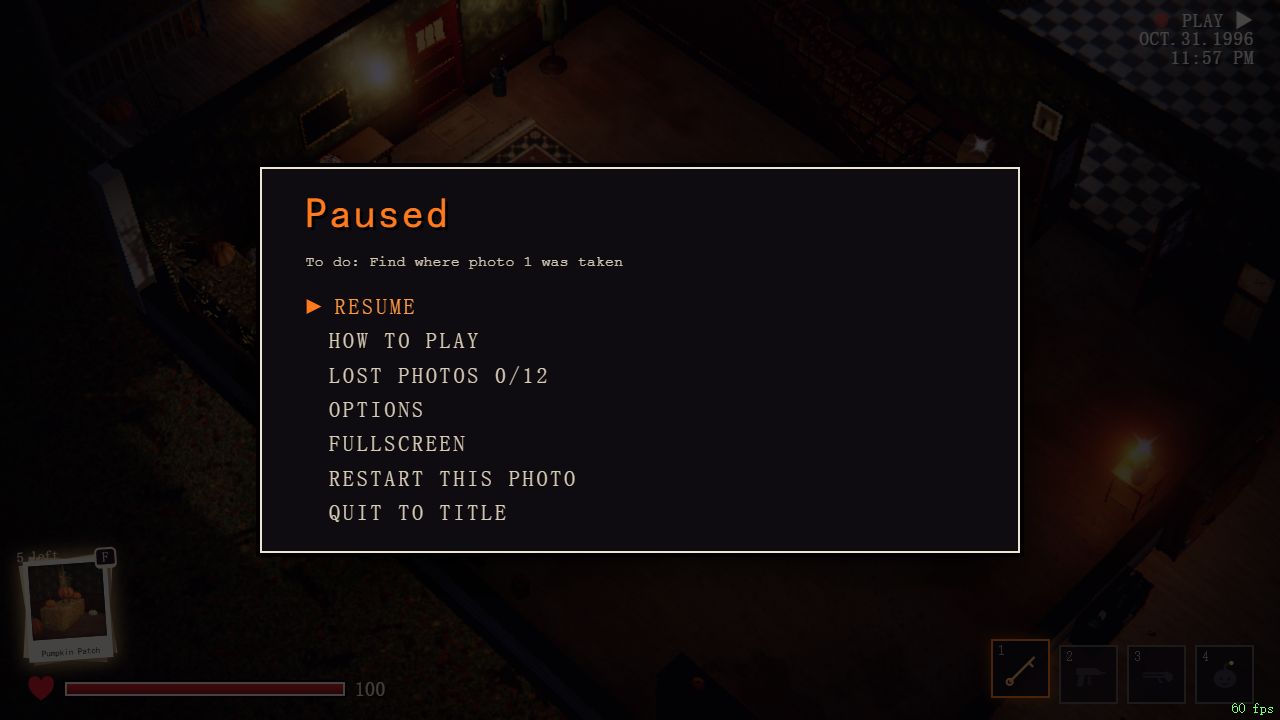 PLAY ▶
OCT.31.1996
11:57 PM
Paused
To do: Find where photo 1 was taken
▶ RESUME
HOW TO PLAY
LOST PHOTOS 0/12
OPTIONS
FULLSCREEN
RESTART THIS PHOTO
QUIT TO TITLE
5 left
F
Pumpkin Patch
100
1
2
3
4
60 fps